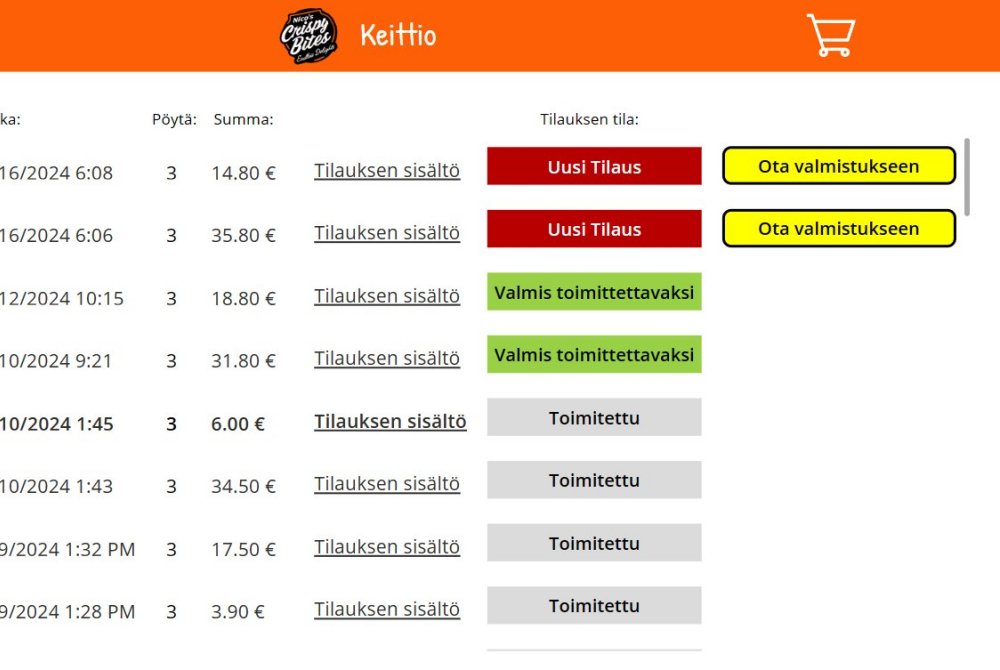 Nico's
Crispy
Bites
Endless Delights
Keittio
ka: Pöytä: Summa: Tilauksen tila:
16/2024 6:08 3 14.80 € Tilauksen sisältö Uusi Tilaus Ota valmistukseen
16/2024 6:06 3 35.80 € Tilauksen sisältö Uusi Tilaus Ota valmistukseen
12/2024 10:15 3 18.80 € Tilauksen sisältö Valmis toimittettavaksi
10/2024 9:21 3 31.80 € Tilauksen sisältö Valmis toimittettavaksi
10/2024 1:45 3 6.00 € Tilauksen sisältö Toimitettu
10/2024 1:43 3 34.50 € Tilauksen sisältö Toimitettu
9/2024 1:32 PM 3 17.50 € Tilauksen sisältö Toimitettu
9/2024 1:28 PM 3 3.90 € Tilauksen sisältö Toimitettu